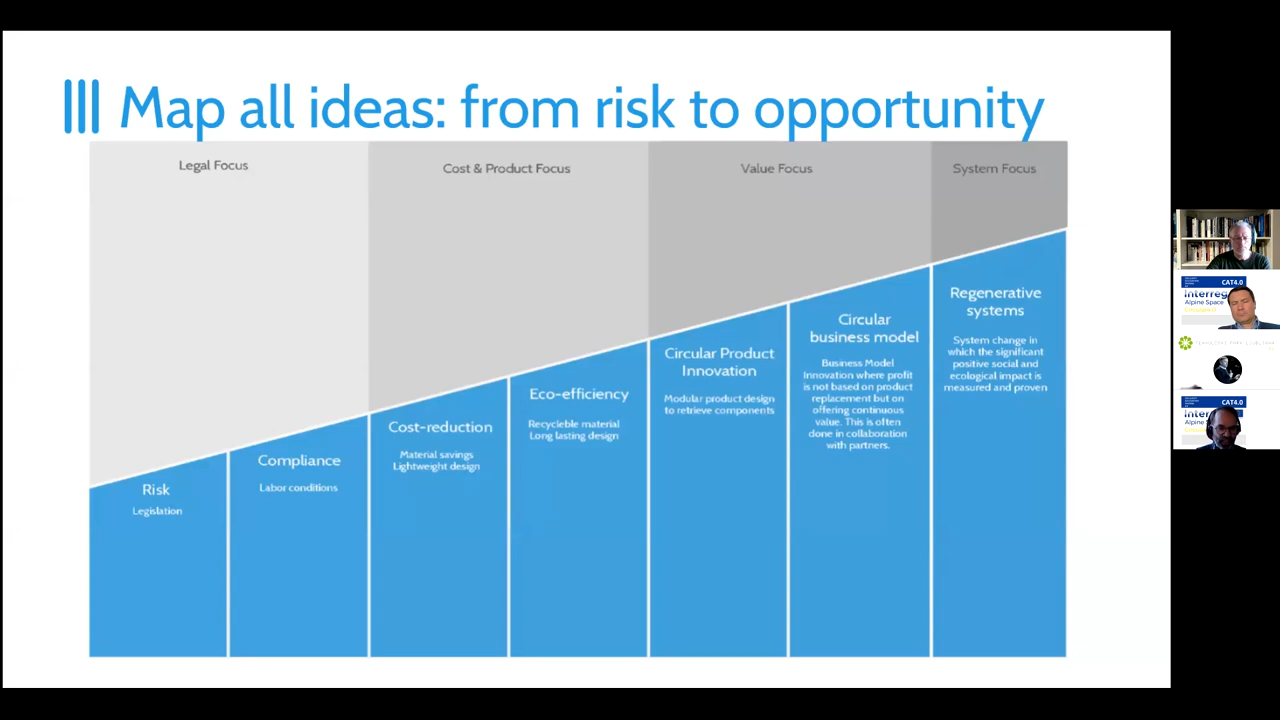 Map all ideas: from risk to opportunity
Legal Focus
Cost & Product Focus
Value Focus
System Focus
Risk
Legislation
Compliance
Labor conditions
Cost-reduction
Material savings
Lightweight design
Eco-efficiency
Recycleble material
Long lasting design
Circular Product
Innovation
Modular product design
to retrieve components
Circular
business model
Business Model
Innovation where profit
is not based on product
replacement but on
offering continuous
value. This is often
done in collaboration
with partners.
Regenerative
systems
System change in
which the significant
positive social and
ecological impact is
measured and proven
CAT4.0
Interreg
Alpine Space
CAT4.0
Alpine